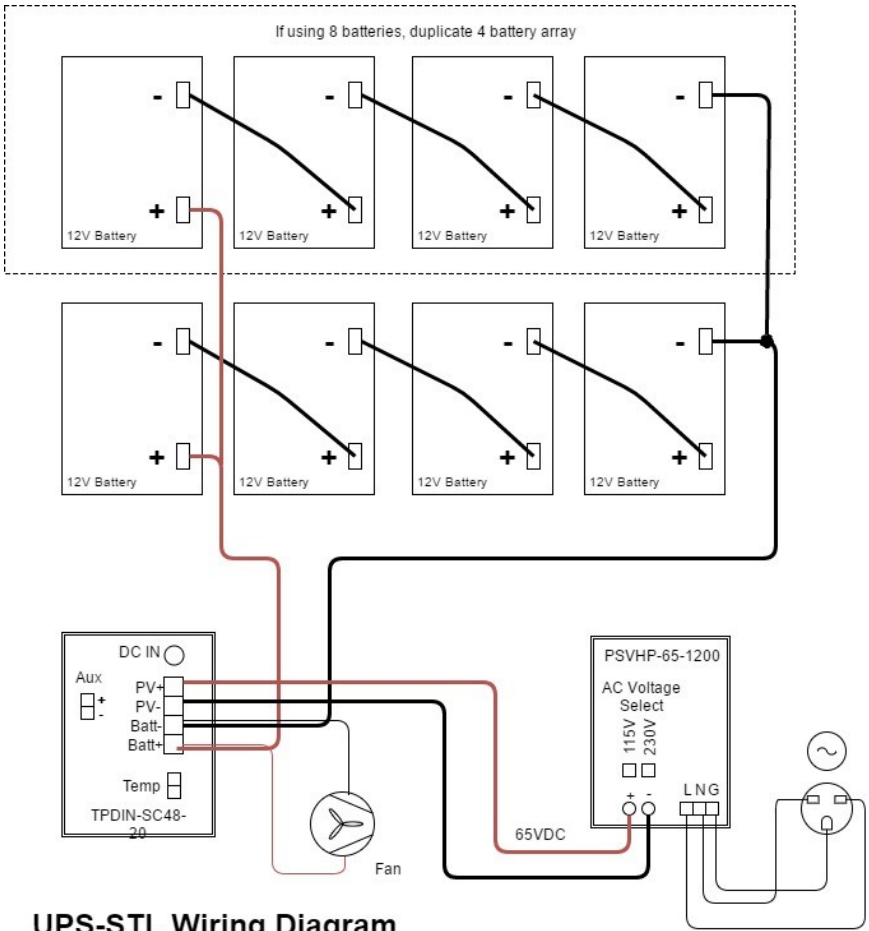 If using 8 batteries, duplicate 4 battery array
- - - -
+ + + +
12V Battery 12V Battery 12V Battery 12V Battery
- - - -
+ + + +
12V Battery 12V Battery 12V Battery 12V Battery
DC IN
Aux
+
-
PV+
PV-
Batt-
Batt+
Temp
TPDIN-SC48-
20
Fan
65VDC
PSVHP-65-1200
AC Voltage
Select
115V
230V
+ -
L N G
~
UPS-STL Wiring Diagram